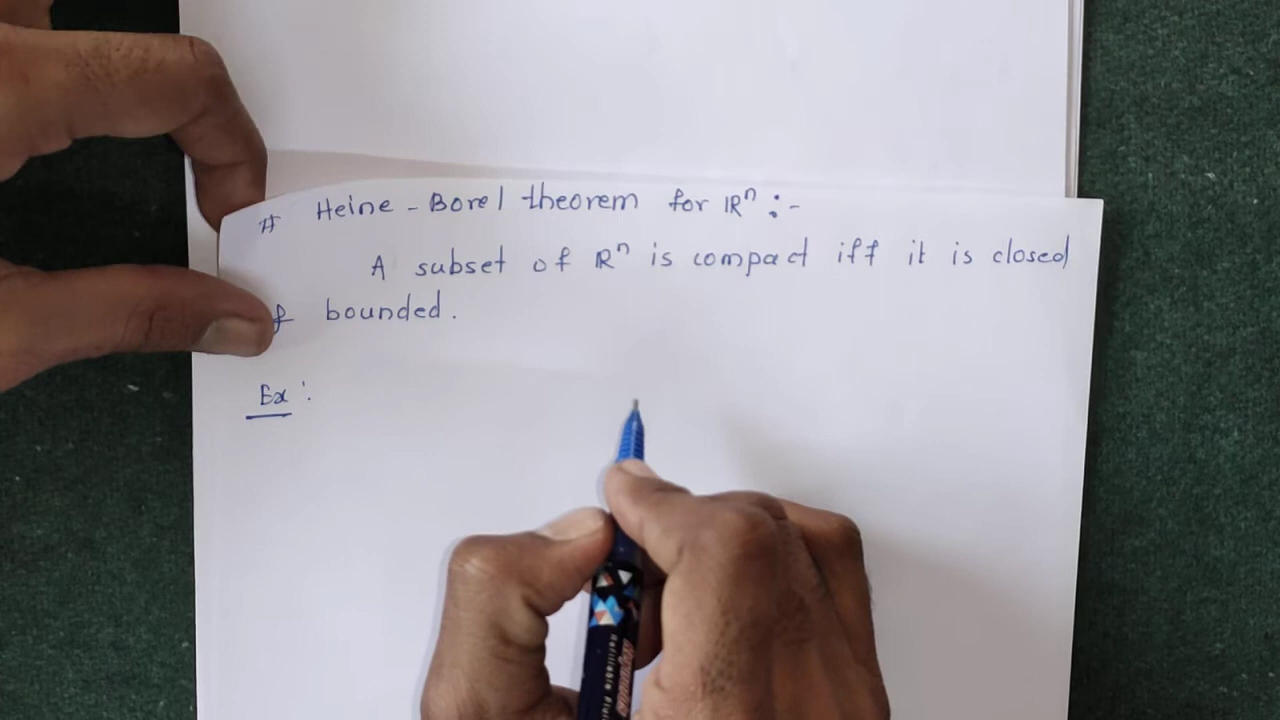 # Heine - Borel theorem for ℝⁿ :-
A subset of ℝⁿ is compact iff it is closed
& bounded.
Ex :